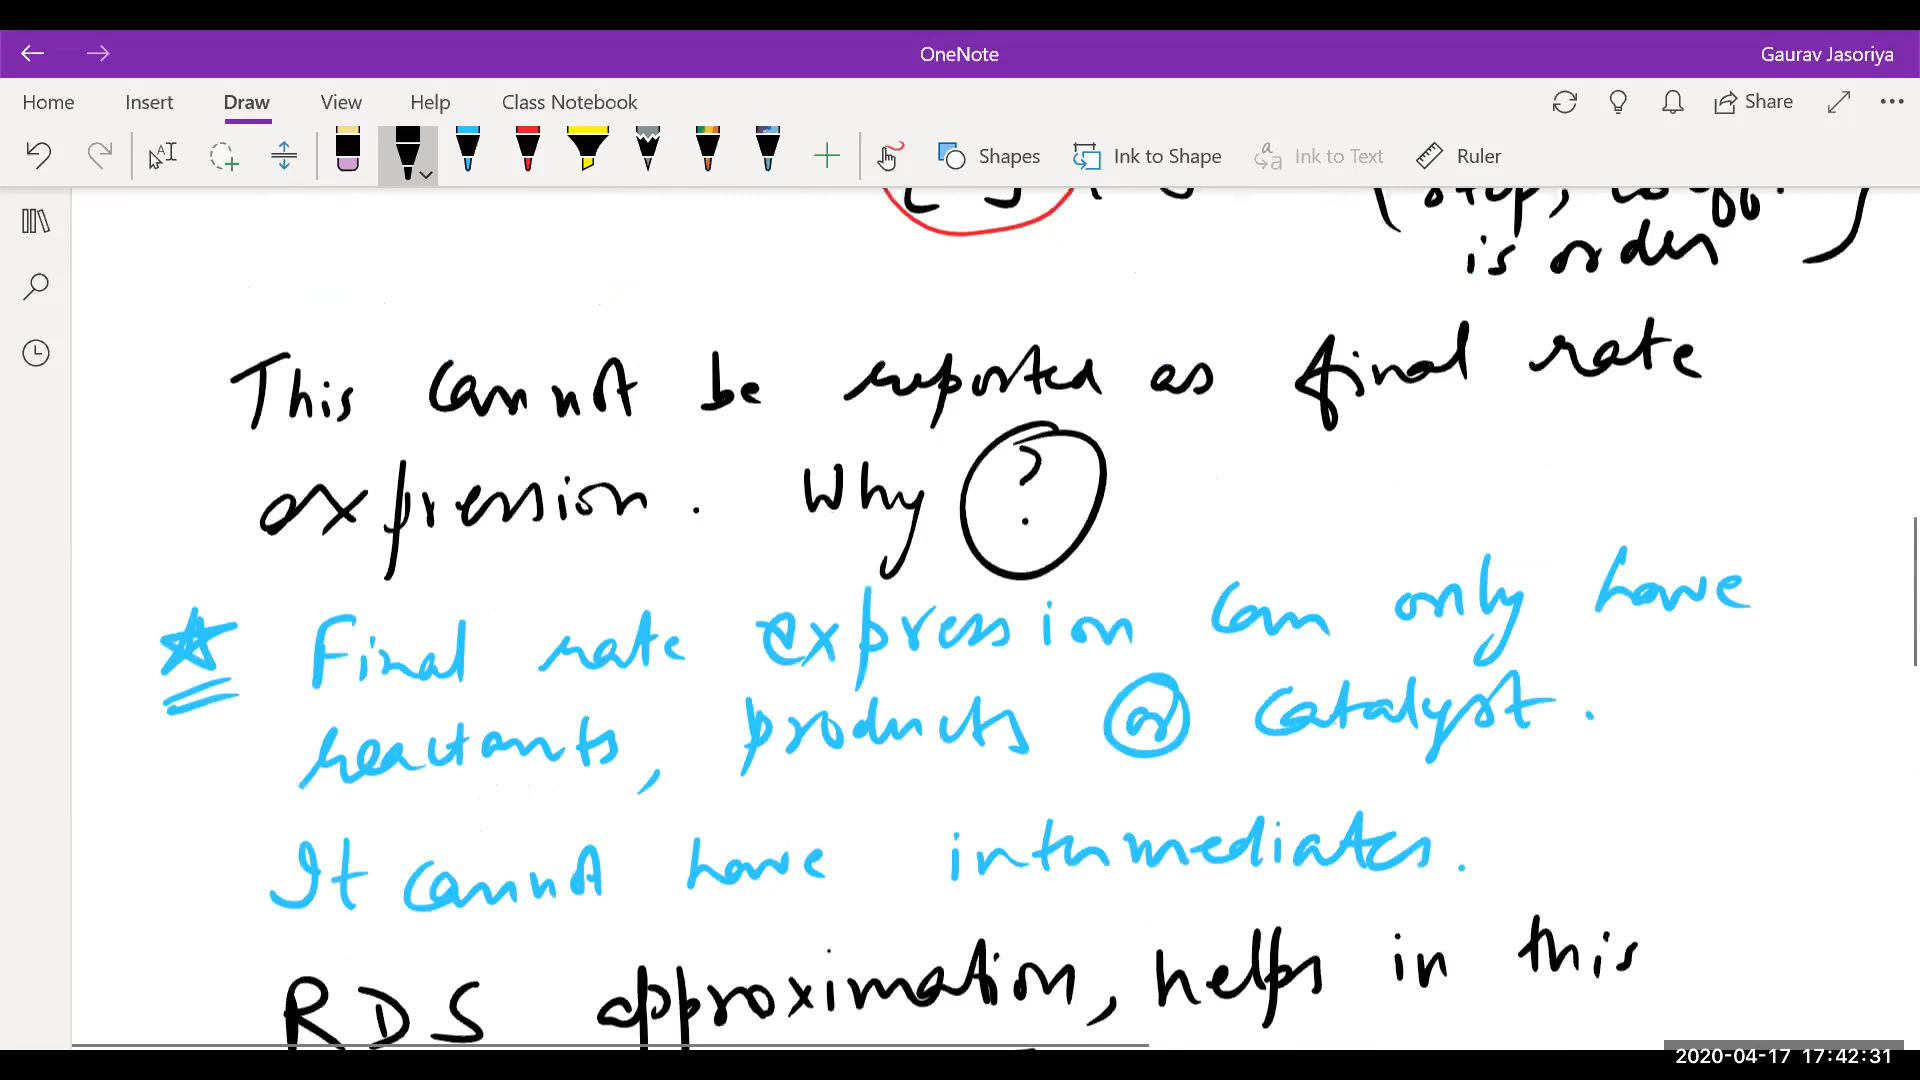 OneNote
Gaurav Jasoriya
Home Insert Draw View Help Class Notebook Share
Shapes Ink to Shape Ink to Text Ruler
is order
This cannot be reported as final rate
expression. Why ?
Final rate expression can only have
reactants, products or catalyst.
It cannot have intermediates.
RDS approximation, helps in this
2020-04-17 17:42:31